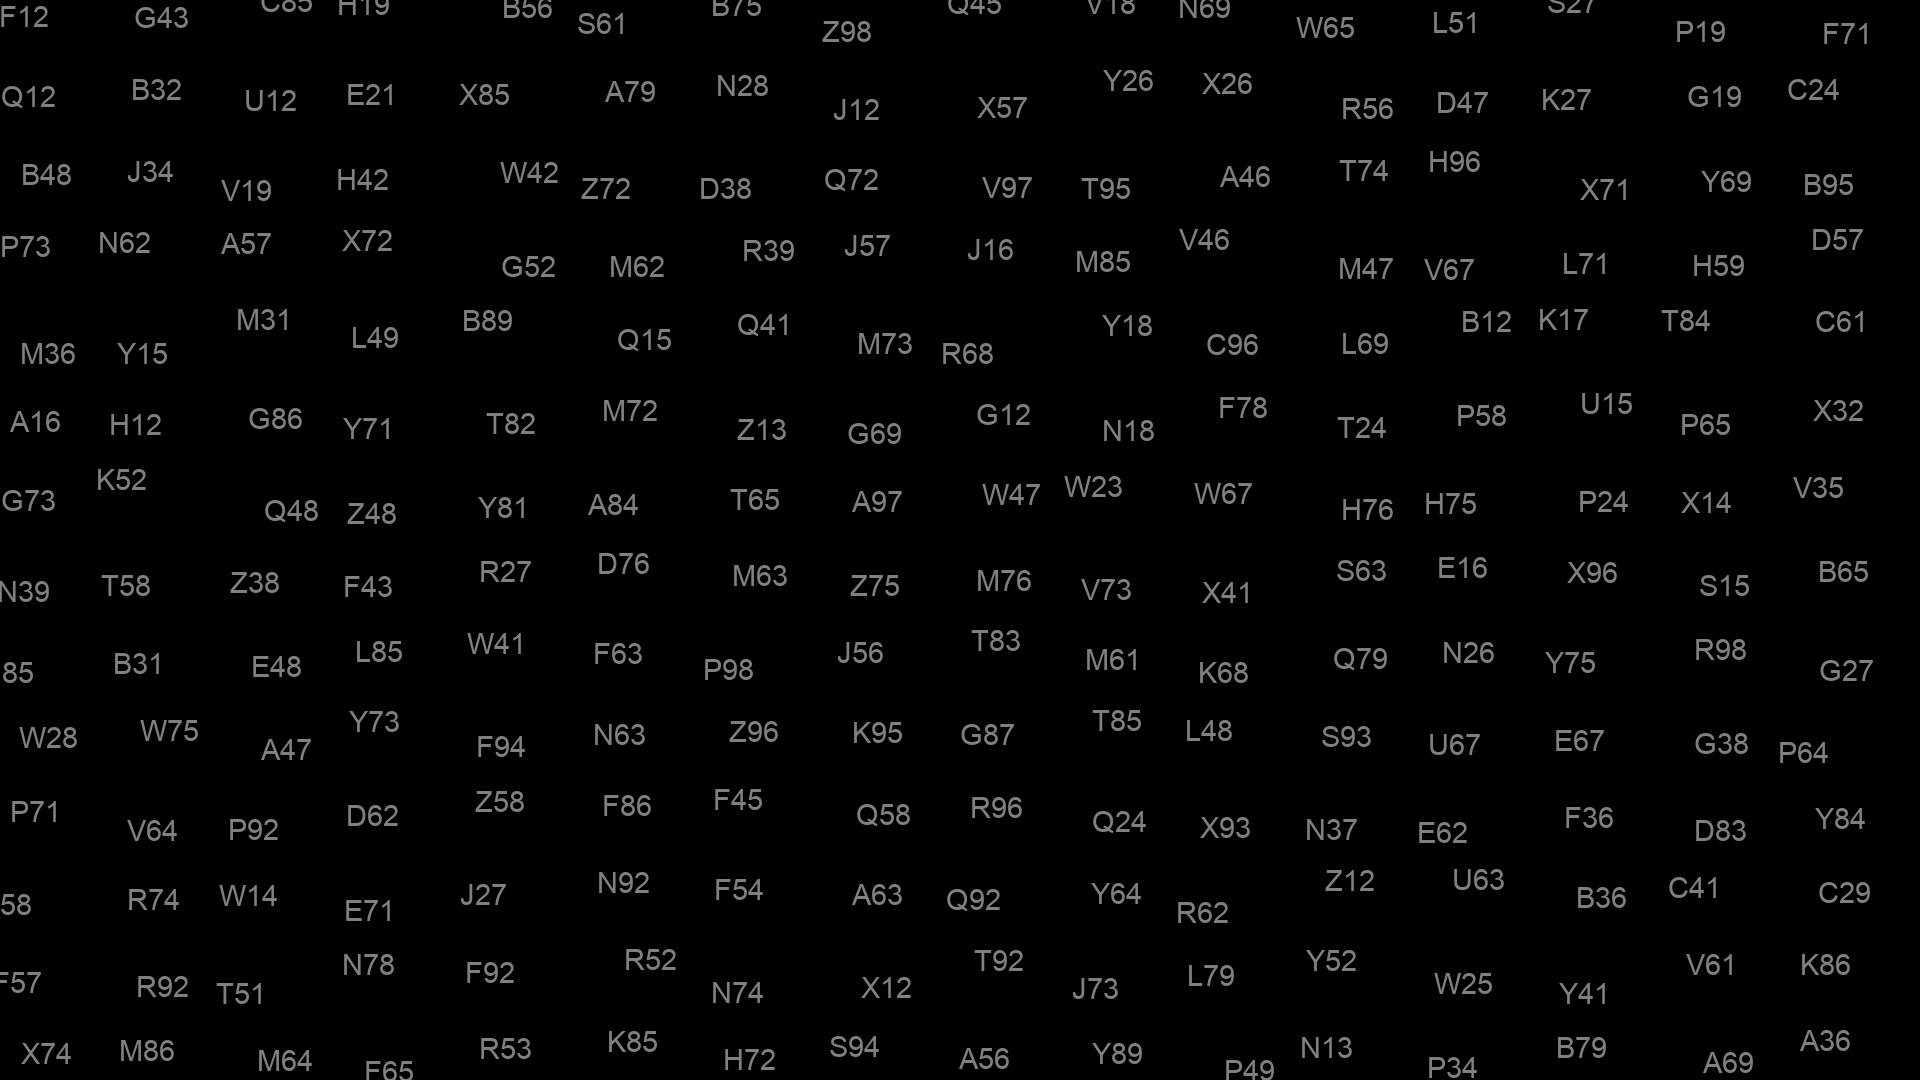 F12 G43 C85 H19 B56 S61 B75 Z98 Q45 V18 N69 W65 L51 S27 P19 F71
Q12 B32 U12 E21 X85 A79 N28 J12 X57 Y26 X26 R56 D47 K27 G19 C24
B48 J34 V19 H42 W42 Z72 D38 Q72 V97 T95 A46 T74 H96 X71 Y69 B95
P73 N62 A57 X72 G52 M62 R39 J57 J16 M85 V46 M47 V67 L71 H59 D57
M36 Y15 M31 L49 B89 Q15 Q41 M73 R68 Y18 C96 L69 B12 K17 T84 C61
A16 H12 G86 Y71 T82 M72 Z13 G69 G12 N18 F78 T24 P58 U15 P65 X32
G73 K52 Q48 Z48 Y81 A84 T65 A97 W47 W23 W67 H76 H75 P24 X14 V35
N39 T58 Z38 F43 R27 D76 M63 Z75 M76 V73 X41 S63 E16 X96 S15 B65
85 B31 E48 L85 W41 F63 P98 J56 T83 M61 K68 Q79 N26 Y75 R98 G27
W28 W75 A47 Y73 F94 N63 Z96 K95 G87 T85 L48 S93 U67 E67 G38 P64
P71 V64 P92 D62 Z58 F86 F45 Q58 R96 Q24 X93 N37 E62 F36 D83 Y84
58 R74 W14 E71 J27 N92 F54 A63 Q92 Y64 R62 Z12 U63 B36 C41 C29
F57 R92 T51 N78 F92 R52 N74 X12 T92 J73 L79 Y52 W25 Y41 V61 K86
X74 M86 M64 F65 R53 K85 H72 S94 A56 Y89 P49 N13 P34 B79 A69 A36